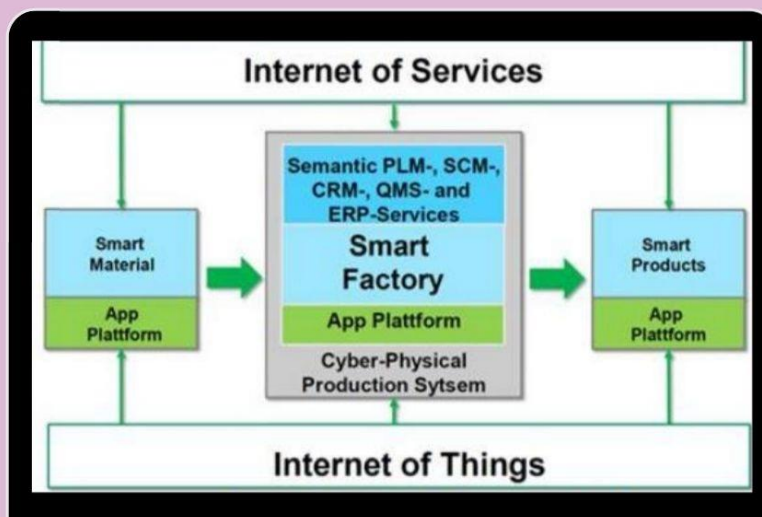 Internet of Services
Semantic PLM-, SCM-,
CRM-, QMS- and
ERP-Services
Smart
Material
App
Plattform
Smart
Factory
App Plattform
Cyber-Physical
Production Sytsem
Smart
Products
App
Plattform
Internet of Things